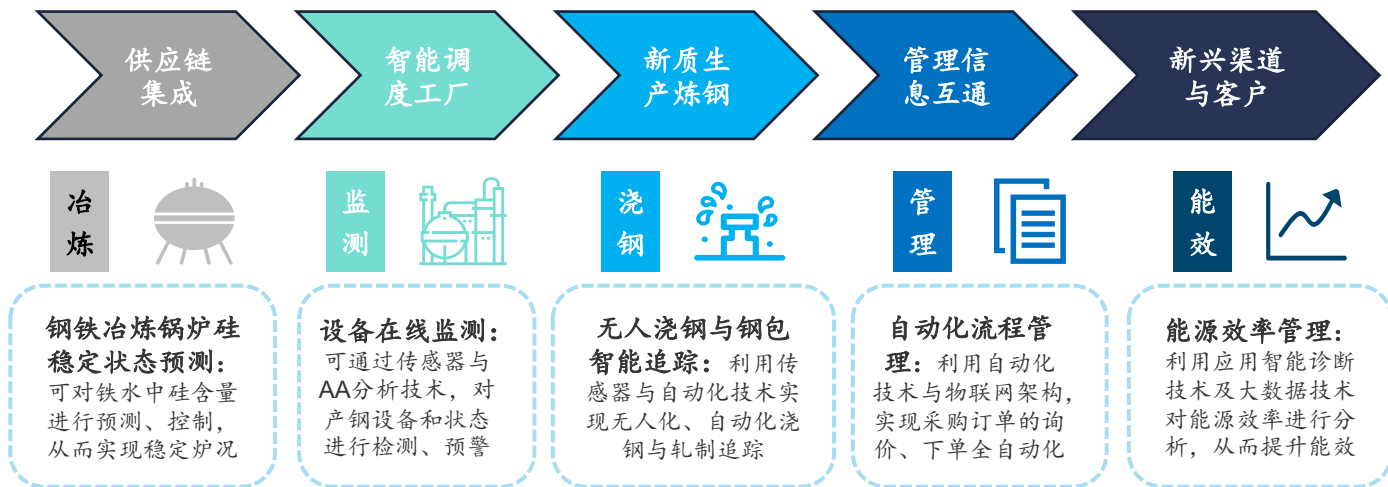 供应链
集成
智能调
度工厂
新质生
产炼钢
管理信
息互通
新兴渠道
与客户
冶
炼
监
测
浇
钢
管
理
能
效
钢铁冶炼锅炉硅
稳定状态预测：
可对铁水中硅含量
进行预测、控制，
从而实现稳定炉况
设备在线监测：
可通过传感器与
AA分析技术，对
产钢设备和状态
进行检测、预警
无人浇钢与钢包
智能追踪：利用传
感器与自动化技术实
现无人化、自动化浇
钢与轧制追踪
自动化流程管
理：利用自动化
技术与物联网架构，
实现采购订单的询
价、下单全自动化
能源效率管理：
利用应用智能诊断
技术及大数据技术
对能源效率进行分
析，从而提升能效